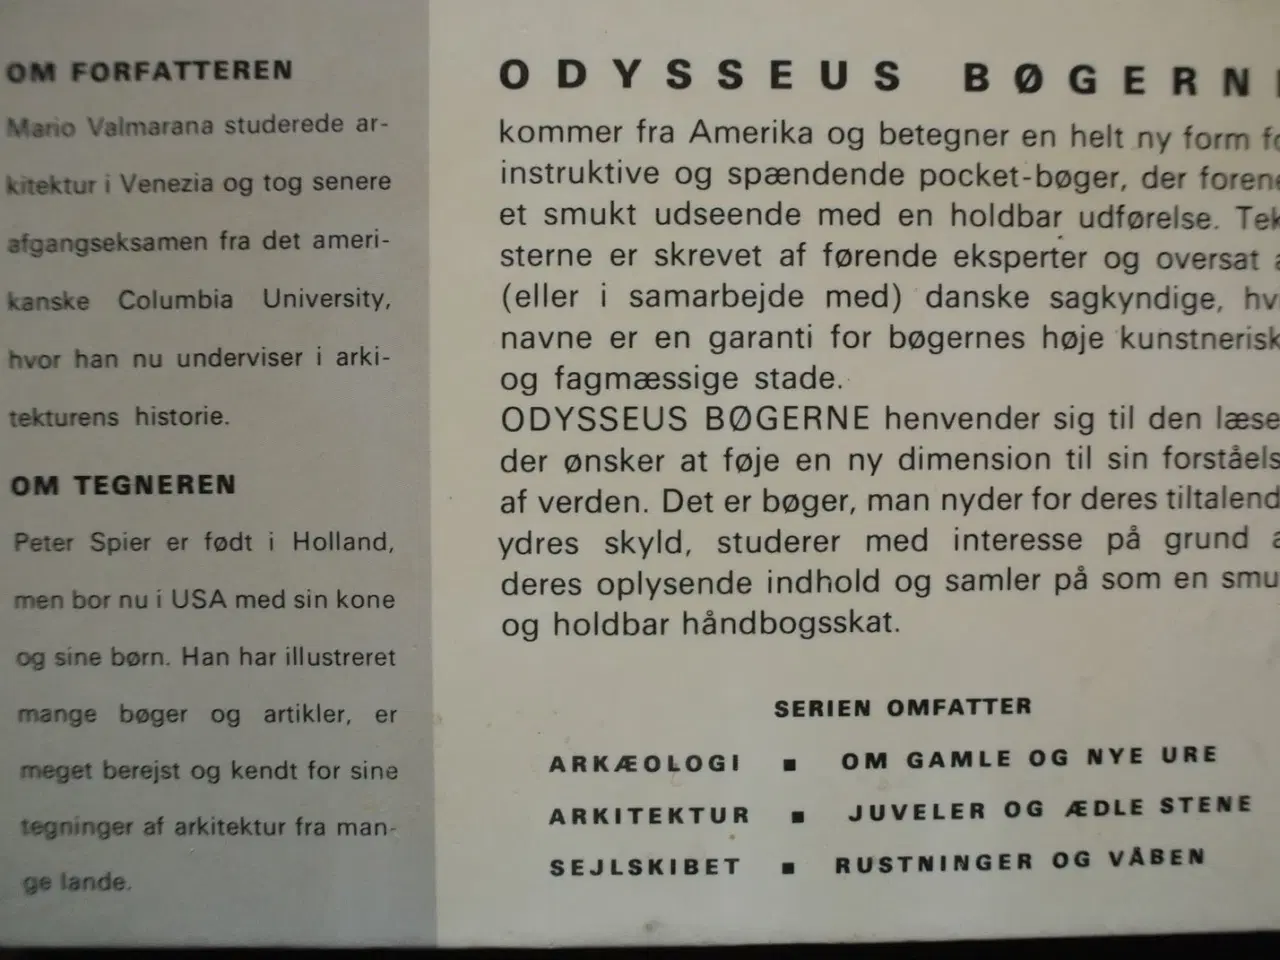 OM FORFATTEREN
Mario Valmarana studerede ar-
kitektur i Venezia og tog senere
afgangseksamen fra det ameri-
kanske Columbia University,
hvor han nu underviser i arki-
tekturens historie.
OM TEGNEREN
Peter Spier er født i Holland,
men bor nu i USA med sin kone
og sine børn. Han har illustreret
mange bøger og artikler, er
meget berejst og kendt for sine
tegninger af arkitektur fra man-
ge lande.
ODYSSEUS BØGERN
kommer fra Amerika og betegner en helt ny form fo
instruktive og spændende pocket-bøger, der forene
et smukt udseende med en holdbar udførelse. Tek
sterne er skrevet af førende eksperter og oversat a
(eller i samarbejde med) danske sagkyndige, hvi
navne er en garanti for bøgernes høje kunstnerisk
og fagmæssige stade.
ODYSSEUS BØGERNE henvender sig til den læse
der ønsker at føje en ny dimension til sin forståels
af verden. Det er bøger, man nyder for deres tiltalend
ydres skyld, studerer med interesse på grund a
deres oplysende indhold og samler på som en smu
og holdbar håndbogsskat.
SERIEN OMFATTER
ARKÆOLOGI ■ OM GAMLE OG NYE URE
ARKITEKTUR ■ JUVELER OG ÆDLE STENE
SEJLSKIBET ■ RUSTNINGER OG VÅBEN